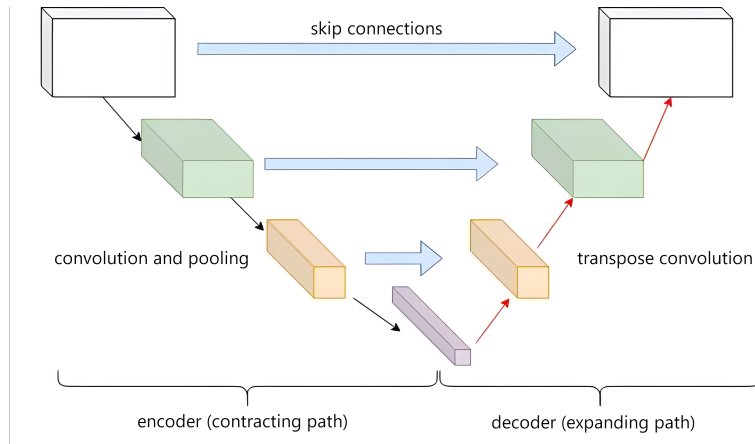 skip connections
convolution and pooling
transpose convolution
encoder (contracting path)
decoder (expanding path)